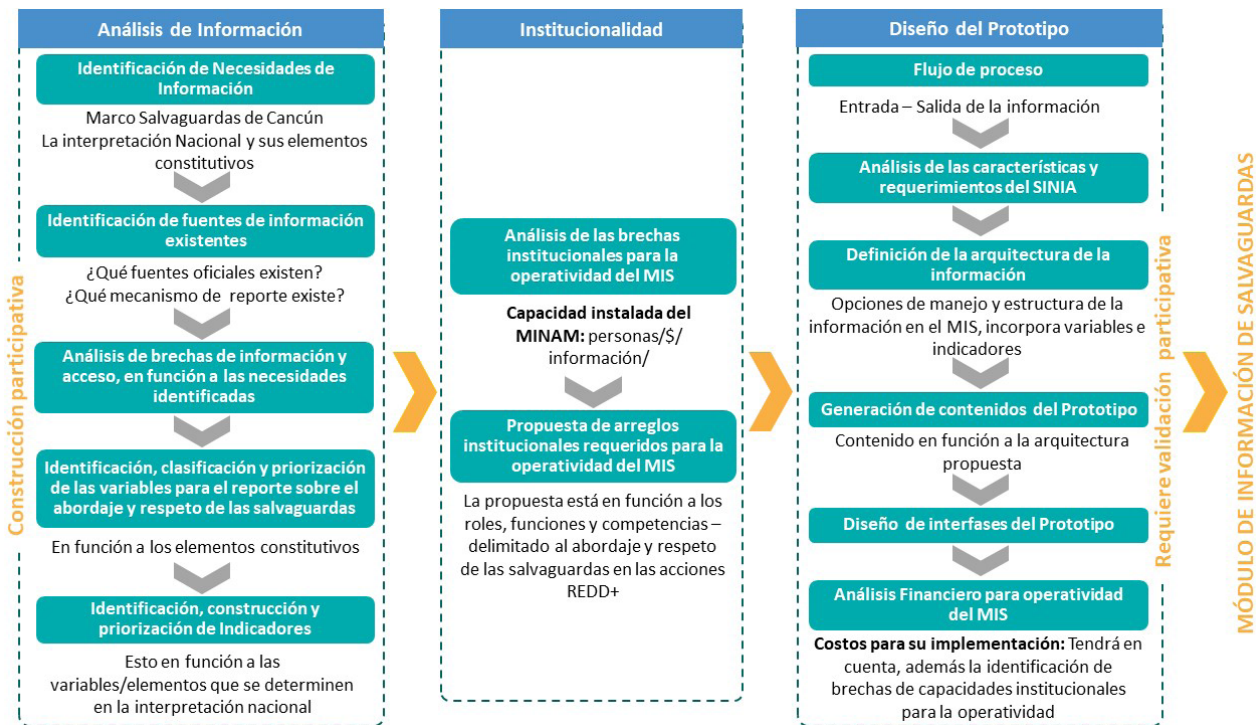 Análisis de Información
Identificación de Necesidades de
Información
Marco Salvaguardas de Cancún
La interpretación Nacional y sus elementos
constitutivos
Identificación de fuentes de información
existentes
¿Qué fuentes oficiales existen?
¿Qué mecanismo de reporte existe?
Análisis de brechas de información y
acceso, en función a las necesidades
identificadas
Identificación, clasificación y priorización
de las variables para el reporte sobre el
abordaje y respeto de las salvaguardas
En función a los elementos constitutivos
Identificación, construcción y
priorización de Indicadores
Esto en función a las
variables/elementos que se determinen
en la interpretación nacional
Construcción participativa
Institucionalidad
Análisis de las brechas
institucionales para la
operatividad del MIS
Capacidad instalada del
MINAM: personas/$/
información/
Propuesta de arreglos
institucionales requeridos para la
operatividad del MIS
La propuesta está en función a los
roles, funciones y competencias –
delimitado al abordaje y respeto
de las salvaguardas en las acciones
REDD+
Diseño del Prototipo
Flujo de proceso
Entrada – Salida de la información
Análisis de las características y
requerimientos del SINIA
Definición de la arquitectura de la
información
Opciones de manejo y estructura de la
información en el MIS, incorpora variables e
indicadores
Generación de contenidos del Prototipo
Contenido en función a la arquitectura
propuesta
Diseño de interfases del Prototipo
Análisis Financiero para operatividad
del MIS
Costos para su implementación: Tendrá en
cuenta, además la identificación de
brechas de capacidades institucionales
para la operatividad
Requiere validación participativa
MÓDULO DE INFORMACIÓN DE SALVAGUARDAS